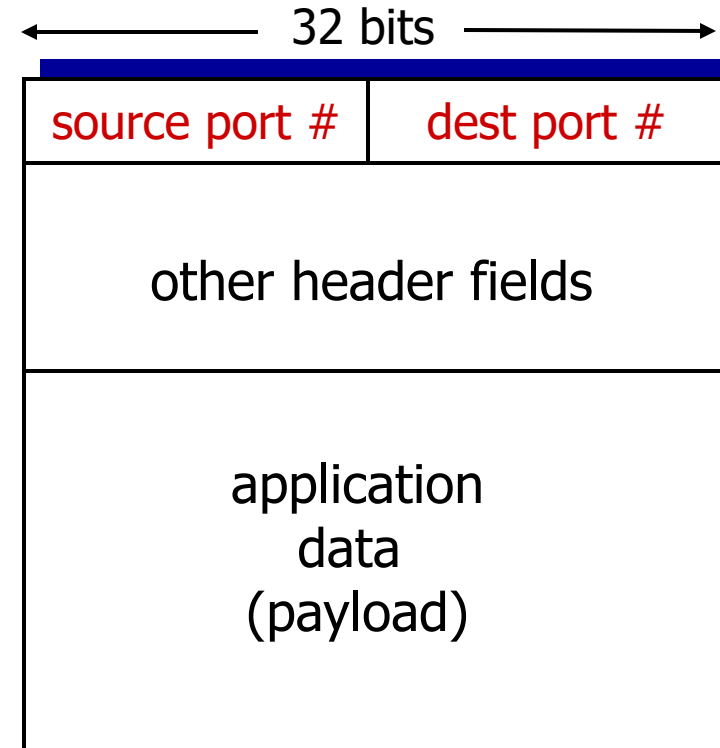 32 bits
source port #
dest port #
other header fields
application
data
(payload)